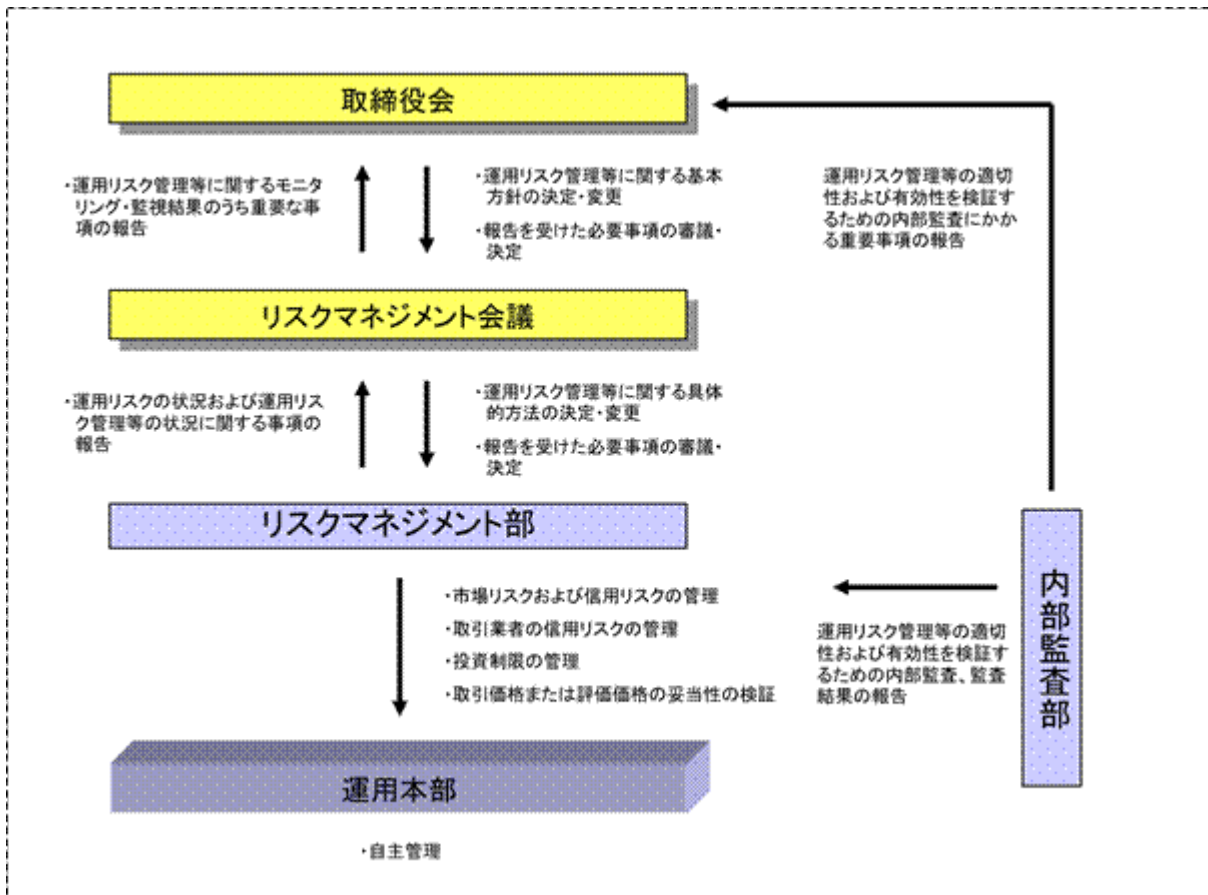 取締役会
・運用リスク管理等に関するモニタ
リング・監視結果のうち重要な事
項の報告
・運用リスク管理等に関する基本
方針の決定・変更
・報告を受けた必要事項の審議・
決定
運用リスク管理等の適切
性および有効性を検証す
るための内部監査にかか
る重要事項の報告
リスクマネジメント会議
・運用リスクの状況および運用リス
ク管理等の状況に関する事項の
報告
・運用リスク管理等に関する具体
的方法の決定・変更
・報告を受けた必要事項の審議・
決定
リスクマネジメント部
・市場リスクおよび信用リスクの管理
・取引業者の信用リスクの管理
・投資制限の管理
・取引価格または評価価格の妥当性の検証
運用リスク管理等の適切
性および有効性を検証す
るための内部監査、監査
結果の報告
内部監査部
運用本部
・自主管理